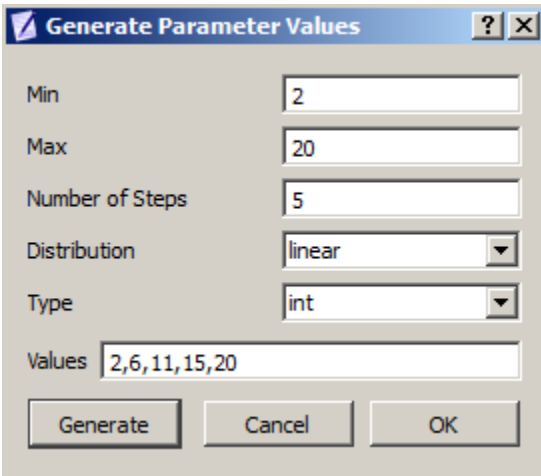 Generate Parameter Values
Min 2
Max 20
Number of Steps 5
Distribution linear
Type int
Values 2,6,11,15,20
Generate Cancel OK